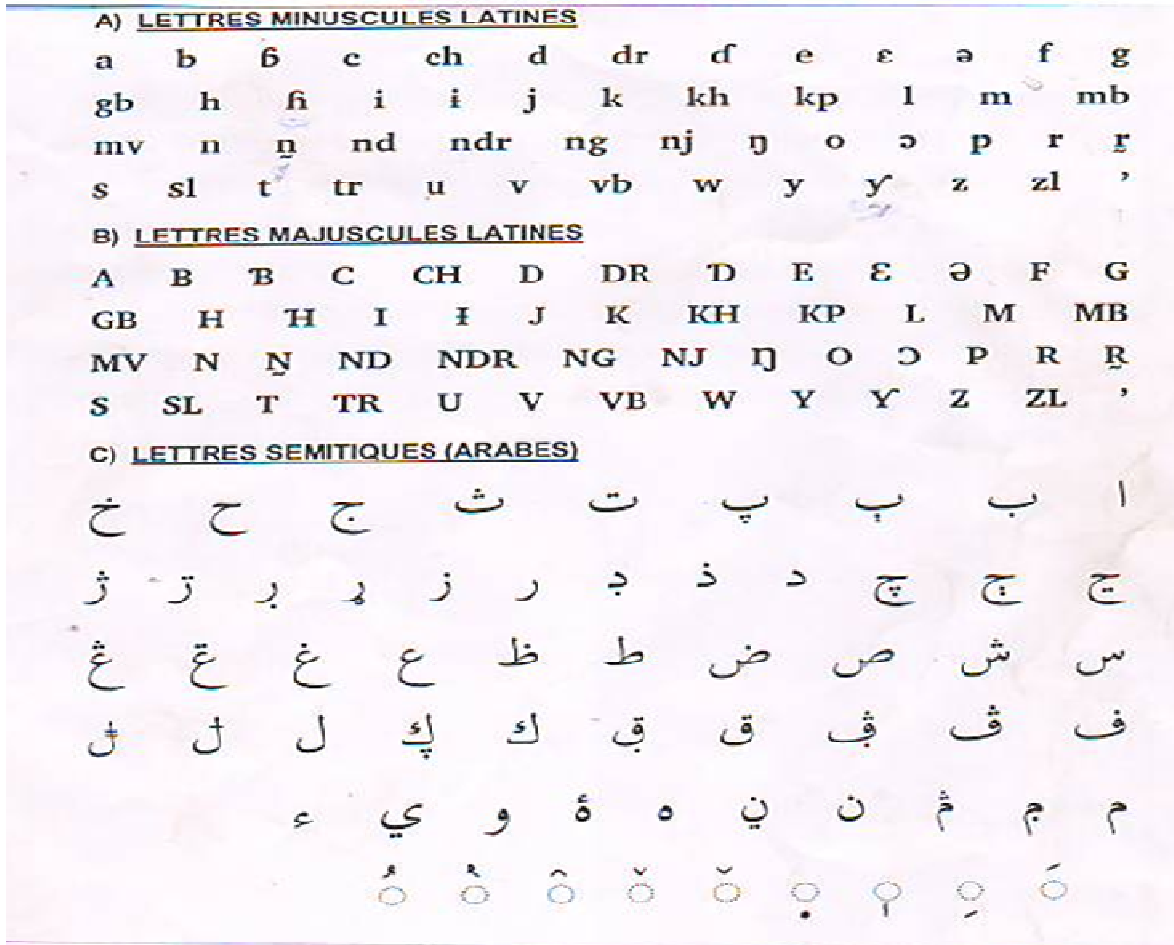 A) LETTRES MINUSCULES LATINES
a b ɓ c ch d dr ɗ e ɛ ə f g
gb h ɦ i ɨ j k kh kp l m mb
mv n n̰ nd ndr ng nj ŋ o ɔ p r r̰
s sl t tr u v vb w y ƴ z zl ’
B) LETTRES MAJUSCULES LATINES
A B Ɓ C CH D DR Ɗ E Ɛ Ə F G
GB H Ɦ I Ɨ J K KH KP L M MB
MV N N̰ ND NDR NG NJ Ŋ O Ɔ P R R̰
S SL T TR U V VB W Y Ƴ Z ZL ’
C) LETTRES SEMITIQUES (ARABES)
ا ب ٻ پ ت ث ج ح خ
چ د ذ ڊ ر ز ړ ڕ ڗ ژ
س ش ص ض ط ظ ع غ ڠ
ف ڤ ق ك ل
م ن ڹ ه ۀ و ي ء
◌َ ◌ِ ◌ٖ ◌ٜ ◌ٚ ◌ٚ ◌ُ